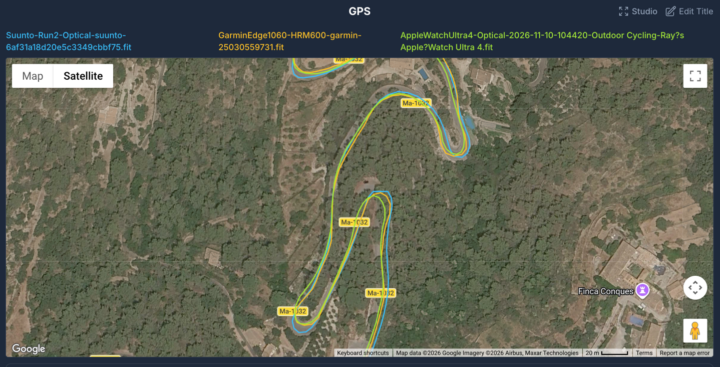 GPS
Studio
Edit Title
Suunto-Run2-Optical-suunto-
6af31a18d20e5c3349cbbf75.fit
GarminEdge1060-HRM600-garmin-
25030559731.fit
AppleWatchUltra4-Optical-2026-11-10-104420-Outdoor Cycling-Ray?s
Apple?Watch Ultra 4.fit
Map
Satellite
Ma-1032
Ma-1032
Ma-1032
Ma-1032
Finca Conques
Ma-1032
Google
Keyboard shortcuts
Map data ©2026 Google Imagery ©2026 Airbus, Maxar Technologies
20 m
Terms
Report a map error